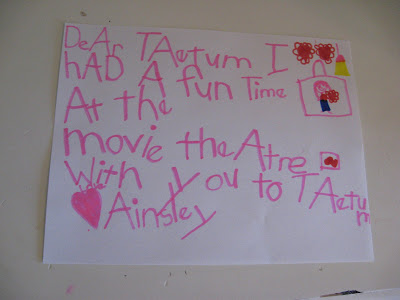 DeAr TAetum I
hAD A fun Time
At the
movie theAtre
With you to TAetum
Ainsley